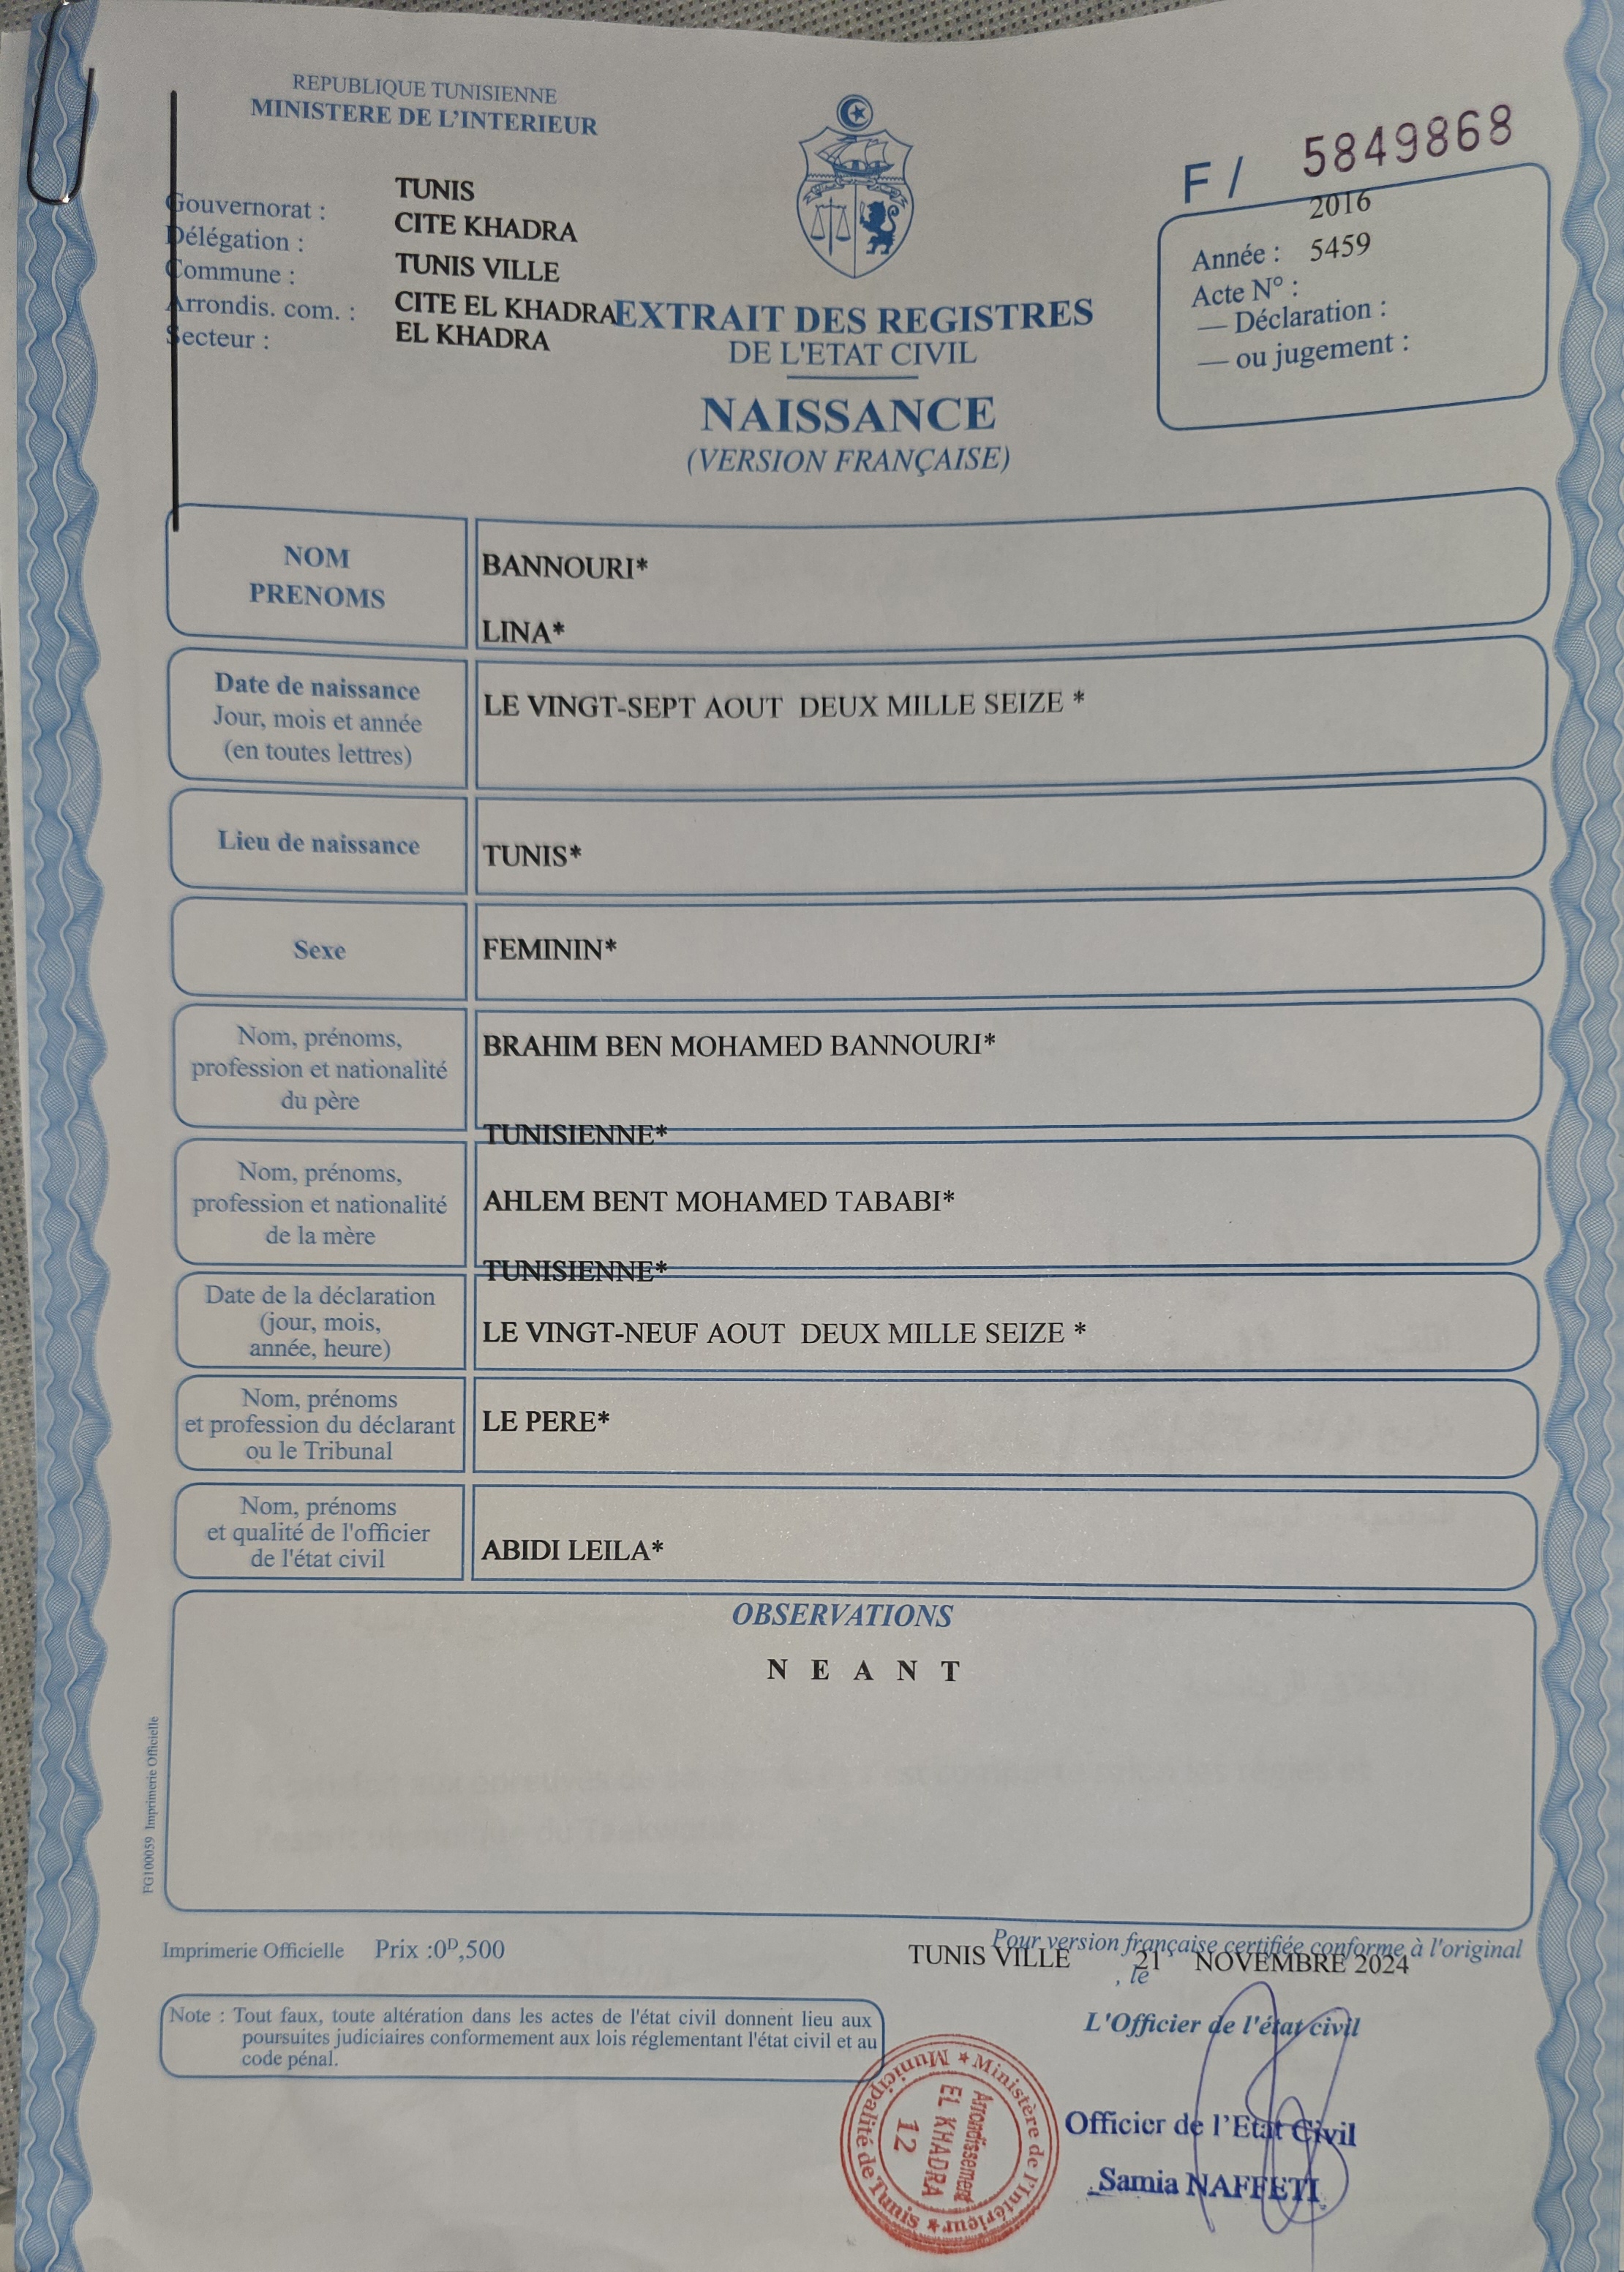 REPUBLIQUE TUNISIENNE
MINISTERE DE L'INTERIEUR
Gouvernorat : TUNIS
Délégation : CITE KHADRA
Commune : TUNIS VILLE
Arrondis. com. : CITE EL KHADRA
Secteur : EL KHADRA
F / 5849868
2016
Année : 5459
Acte N° :
— Déclaration :
— ou jugement :
EXTRAIT DES REGISTRES
DE L'ETAT CIVIL
NAISSANCE
(VERSION FRANÇAISE)
NOM
PRENOMS
BANNOURI*
LINA*
Date de naissance
Jour, mois et année
(en toutes lettres)
LE VINGT-SEPT AOUT DEUX MILLE SEIZE *
Lieu de naissance
TUNIS*
Sexe
FEMININ*
Nom, prénoms,
profession et nationalité
du père
BRAHIM BEN MOHAMED BANNOURI*
TUNISIENNE*
Nom, prénoms,
profession et nationalité
de la mère
AHLEM BENT MOHAMED TABABI*
TUNISIENNE*
Date de la déclaration
(jour, mois,
année, heure)
LE VINGT-NEUF AOUT DEUX MILLE SEIZE *
Nom, prénoms
et profession du déclarant
ou le Tribunal
LE PERE*
Nom, prénoms
et qualité de l'officier
de l'état civil
ABIDI LEILA*
OBSERVATIONS
N E A N T
FG100059 Imprimerie Officielle
Imprimerie Officielle Prix :0D,500
Pour version française certifiée conforme à l'original
TUNIS VILLE , le 21 NOVEMBRE 2024
Note : Tout faux, toute altération dans les actes de l'état civil donnent lieu aux
poursuites judiciaires conformement aux lois réglementant l'état civil et au
code pénal.
L'Officier de l'état civil
Officier de l'Etat Civil
Samia NAFFETI
★ Ministère de l'Intérieur ★ Municipalité de Tunis
Arrondissement
EL KHADRA
12